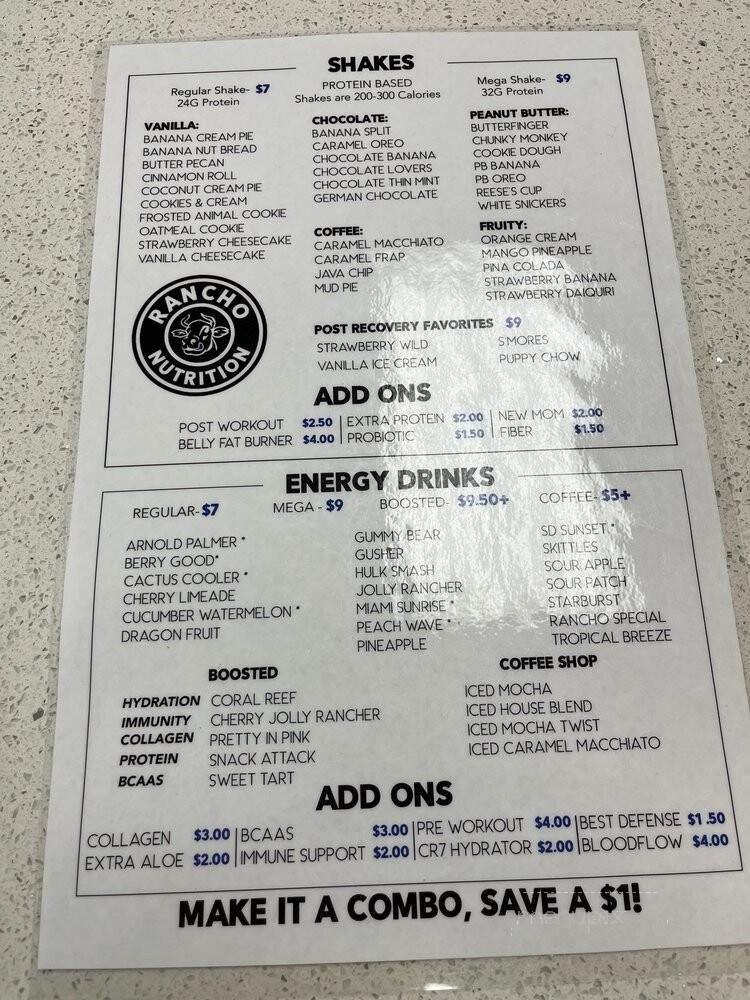 SHAKES
Regular Shake- $7
24G Protein
PROTEIN BASED
Shakes are 200-300 Calories
Mega Shake- $9
32G Protein
VANILLA:
BANANA CREAM PIE
BANANA NUT BREAD
BUTTER PECAN
CINNAMON ROLL
COCONUT CREAM PIE
COOKIES & CREAM
FROSTED ANIMAL COOKIE
OATMEAL COOKIE
STRAWBERRY CHEESECAKE
VANILLA CHEESECAKE
CHOCOLATE:
BANANA SPLIT
CARAMEL OREO
CHOCOLATE BANANA
CHOCOLATE LOVERS
CHOCOLATE THIN MINT
GERMAN CHOCOLATE
COFFEE:
CARAMEL MACCHIATO
CARAMEL FRAP
JAVA CHIP
MUD PIE
PEANUT BUTTER:
BUTTERFINGER
CHUNKY MONKEY
COOKIE DOUGH
PB BANANA
PB OREO
REESE'S CUP
WHITE SNICKERS
FRUITY:
ORANGE CREAM
MANGO PINEAPPLE
PINA COLADA
STRAWBERRY BANANA
STRAWBERRY DAIQUIRI
RANCHO
NUTRITION
POST RECOVERY FAVORITES $9
STRAWBERRY WILD
VANILLA ICE CREAM
S'MORES
PUPPY CHOW
ADD ONS
POST WORKOUT $2.50 | EXTRA PROTEIN $2.00 | NEW MOM $2.00
BELLY FAT BURNER $4.00 | PROBIOTIC $1.50 | FIBER $1.50
ENERGY DRINKS
REGULAR- $7 MEGA - $9 BOOSTED- $9.50+ COFFEE- $5+
ARNOLD PALMER *
BERRY GOOD*
CACTUS COOLER *
CHERRY LIMEADE
CUCUMBER WATERMELON *
DRAGON FRUIT
GUMMY BEAR
GUSHER
HULK SMASH
JOLLY RANCHER
MIAMI SUNRISE *
PEACH WAVE *
PINEAPPLE
SD SUNSET *
SKITTLES
SOUR APPLE
SOUR PATCH
STARBURST
RANCHO SPECIAL
TROPICAL BREEZE
BOOSTED
HYDRATION CORAL REEF
IMMUNITY CHERRY JOLLY RANCHER
COLLAGEN PRETTY IN PINK
PROTEIN SNACK ATTACK
BCAAS SWEET TART
COFFEE SHOP
ICED MOCHA
ICED HOUSE BLEND
ICED MOCHA TWIST
ICED CARAMEL MACCHIATO
ADD ONS
COLLAGEN $3.00 | BCAAS $3.00 | PRE WORKOUT $4.00 | BEST DEFENSE $1.50
EXTRA ALOE $2.00 | IMMUNE SUPPORT $2.00 | CR7 HYDRATOR $2.00 | BLOODFLOW $4.00
MAKE IT A COMBO, SAVE A $1!